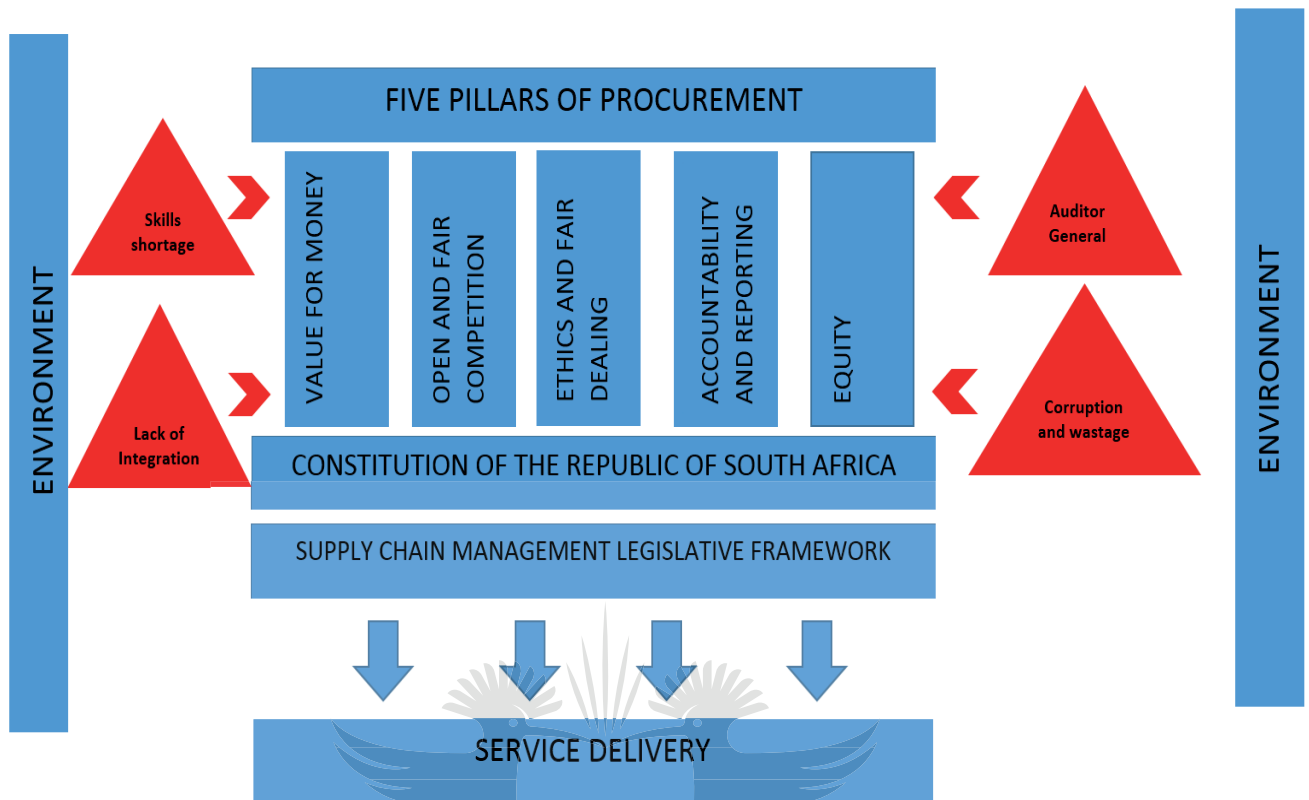 FIVE PILLARS OF PROCUREMENT
ENVIRONMENT
Skills
shortage
Lack of
Integration
VALUE FOR MONEY
OPEN AND FAIR
COMPETITION
ETHICS AND FAIR
DEALING
ACCOUNTABILITY
AND REPORTING
EQUITY
Auditor
General
Corruption
and wastage
ENVIRONMENT
CONSTITUTION OF THE REPUBLIC OF SOUTH AFRICA
SUPPLY CHAIN MANAGEMENT LEGISLATIVE FRAMEWORK
SERVICE DELIVERY